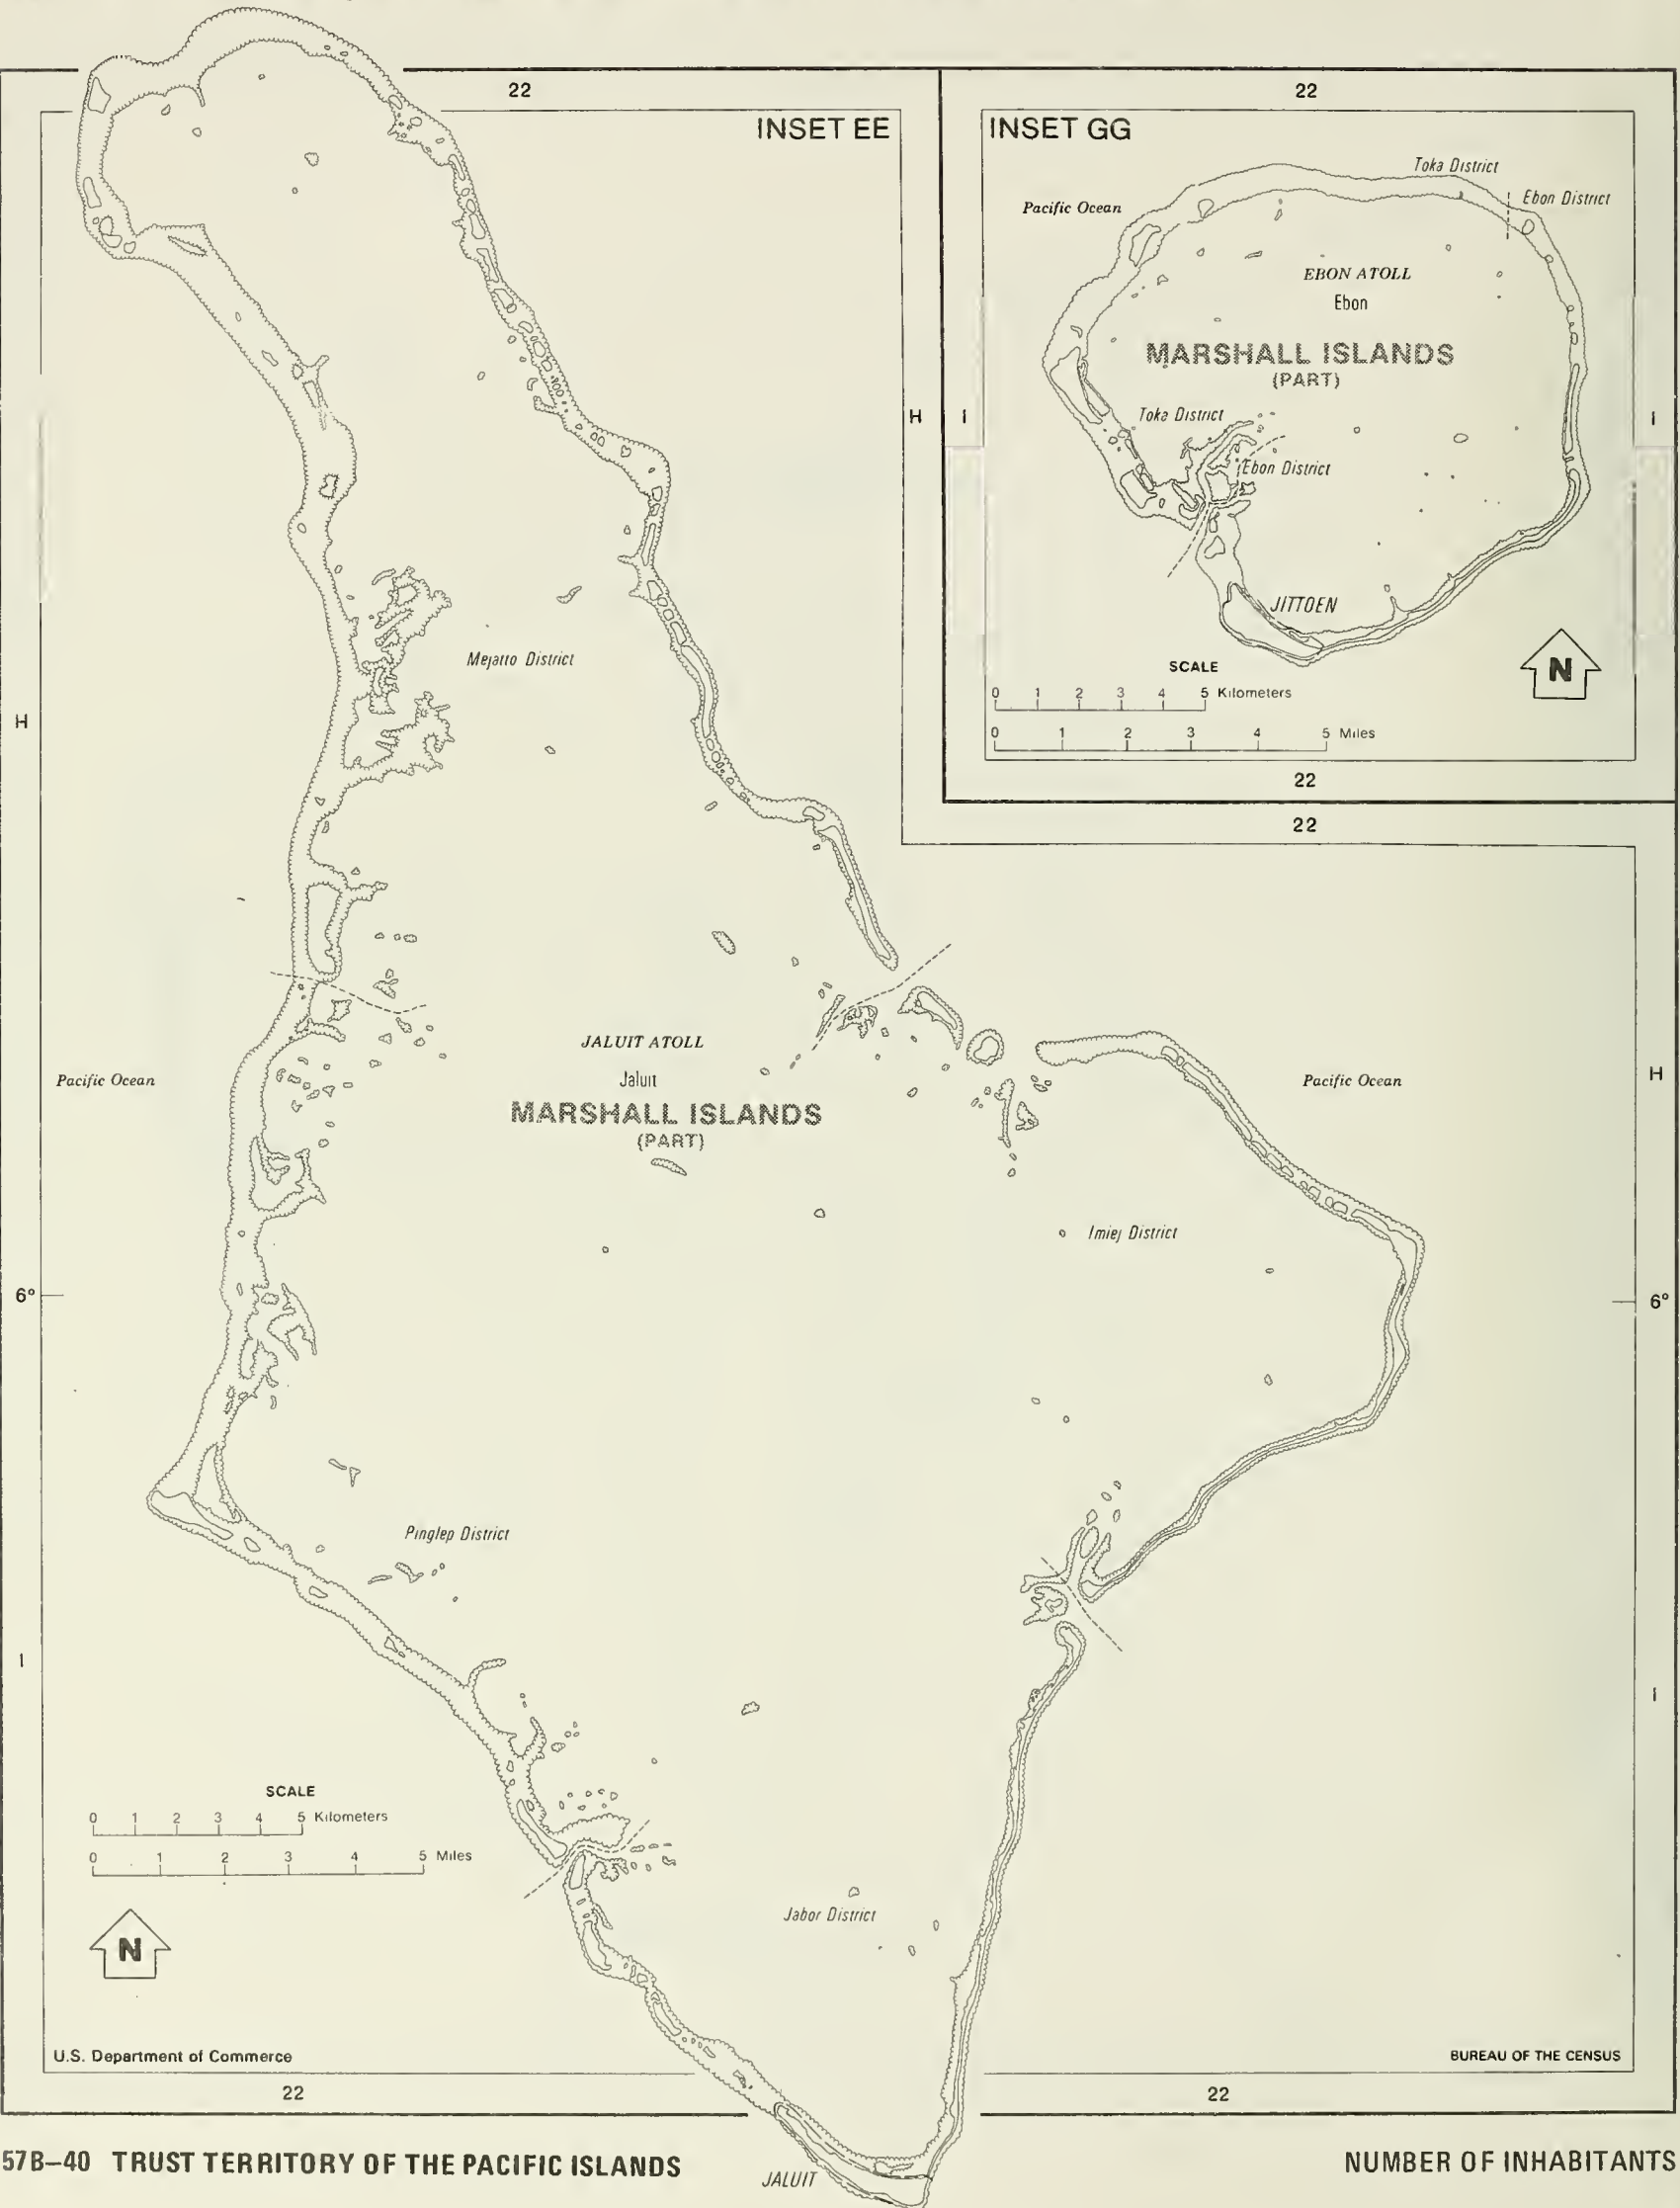 22
22
INSET EE
INSET GG
Toka District
Ebon District
Pacific Ocean
EBON ATOLL
Ebon
MARSHALL ISLANDS
(PART)
Toka District
H
I
I
Ebon District
JITTOEN
Mejatto District
SCALE
N
0 1 2 3 4 5 Kilometers
H
0 1 2 3 4 5 Miles
22
22
JALUIT ATOLL
Jaluit
Pacific Ocean
Pacific Ocean
H
MARSHALL ISLANDS
(PART)
Imiej District
6°
6°
Pinglep District
I
I
SCALE
0 1 2 3 4 5 Kilometers
0 1 2 3 4 5 Miles
Jabor District
N
U.S. Department of Commerce
BUREAU OF THE CENSUS
22
22
57B–40 TRUST TERRITORY OF THE PACIFIC ISLANDS
NUMBER OF INHABITANTS
JALUIT